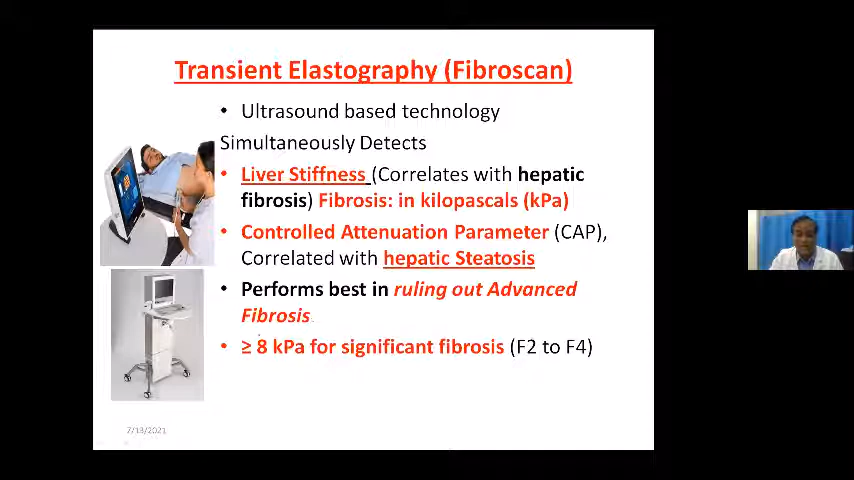 Transient Elastography (Fibroscan)
• Ultrasound based technology
Simultaneously Detects
• Liver Stiffness (Correlates with hepatic
fibrosis) Fibrosis: in kilopascals (kPa)
• Controlled Attenuation Parameter (CAP),
Correlated with hepatic Steatosis
• Performs best in ruling out Advanced
Fibrosis.
• ≥ 8 kPa for significant fibrosis (F2 to F4)
7/13/2021